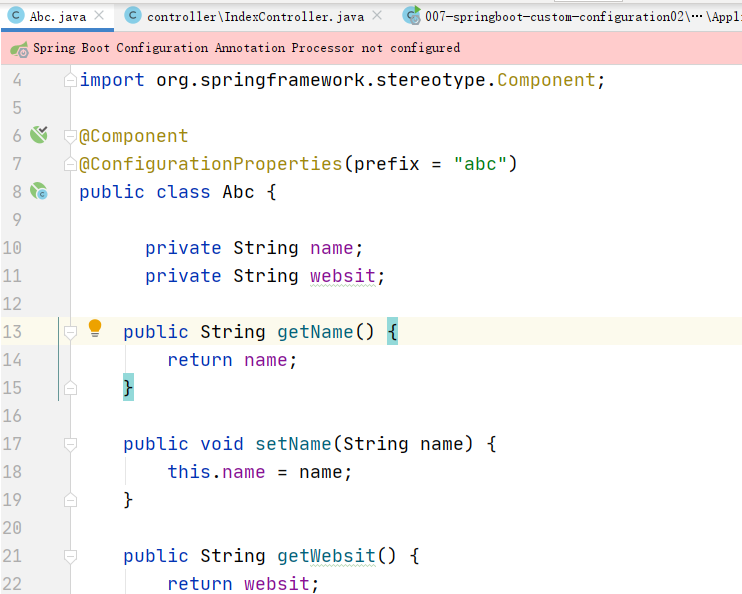 Abc.java controller\IndexController.java 007-springboot-custom-configuration02\···\Appli
Spring Boot Configuration Annotation Processor not configured
4 import org.springframework.stereotype.Component;
5
6 @Component
7 @ConfigurationProperties(prefix = "abc")
8 public class Abc {
9
10 private String name;
11 private String websit;
12
13 public String getName() {
14 return name;
15 }
16
17 public void setName(String name) {
18 this.name = name;
19 }
20
21 public String getWebsit() {
22 return websit;